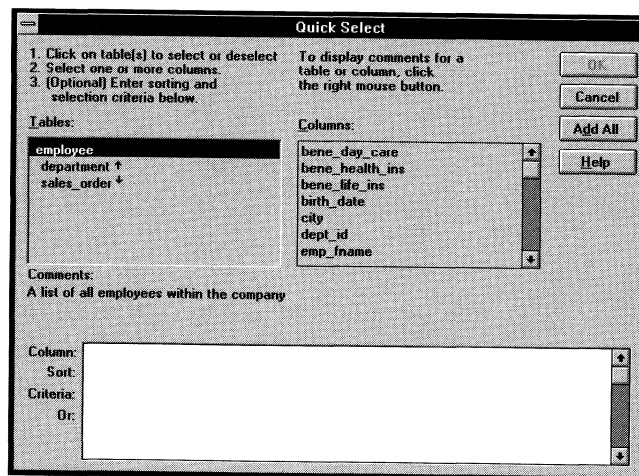 Quick Select
1. Click on table(s) to select or deselect
2. Select one or more columns.
3. (Optional) Enter sorting and
selection criteria below.
To display comments for a
table or column, click
the right mouse button.
OK
Cancel
Add All
Help
Tables:
employee
department ↑
sales_order ↓
Columns:
bene_day_care
bene_health_ins
bene_life_ins
birth_date
city
dept_id
emp_fname
Comments:
A list of all employees within the company
Column:
Sort:
Criteria:
Or: